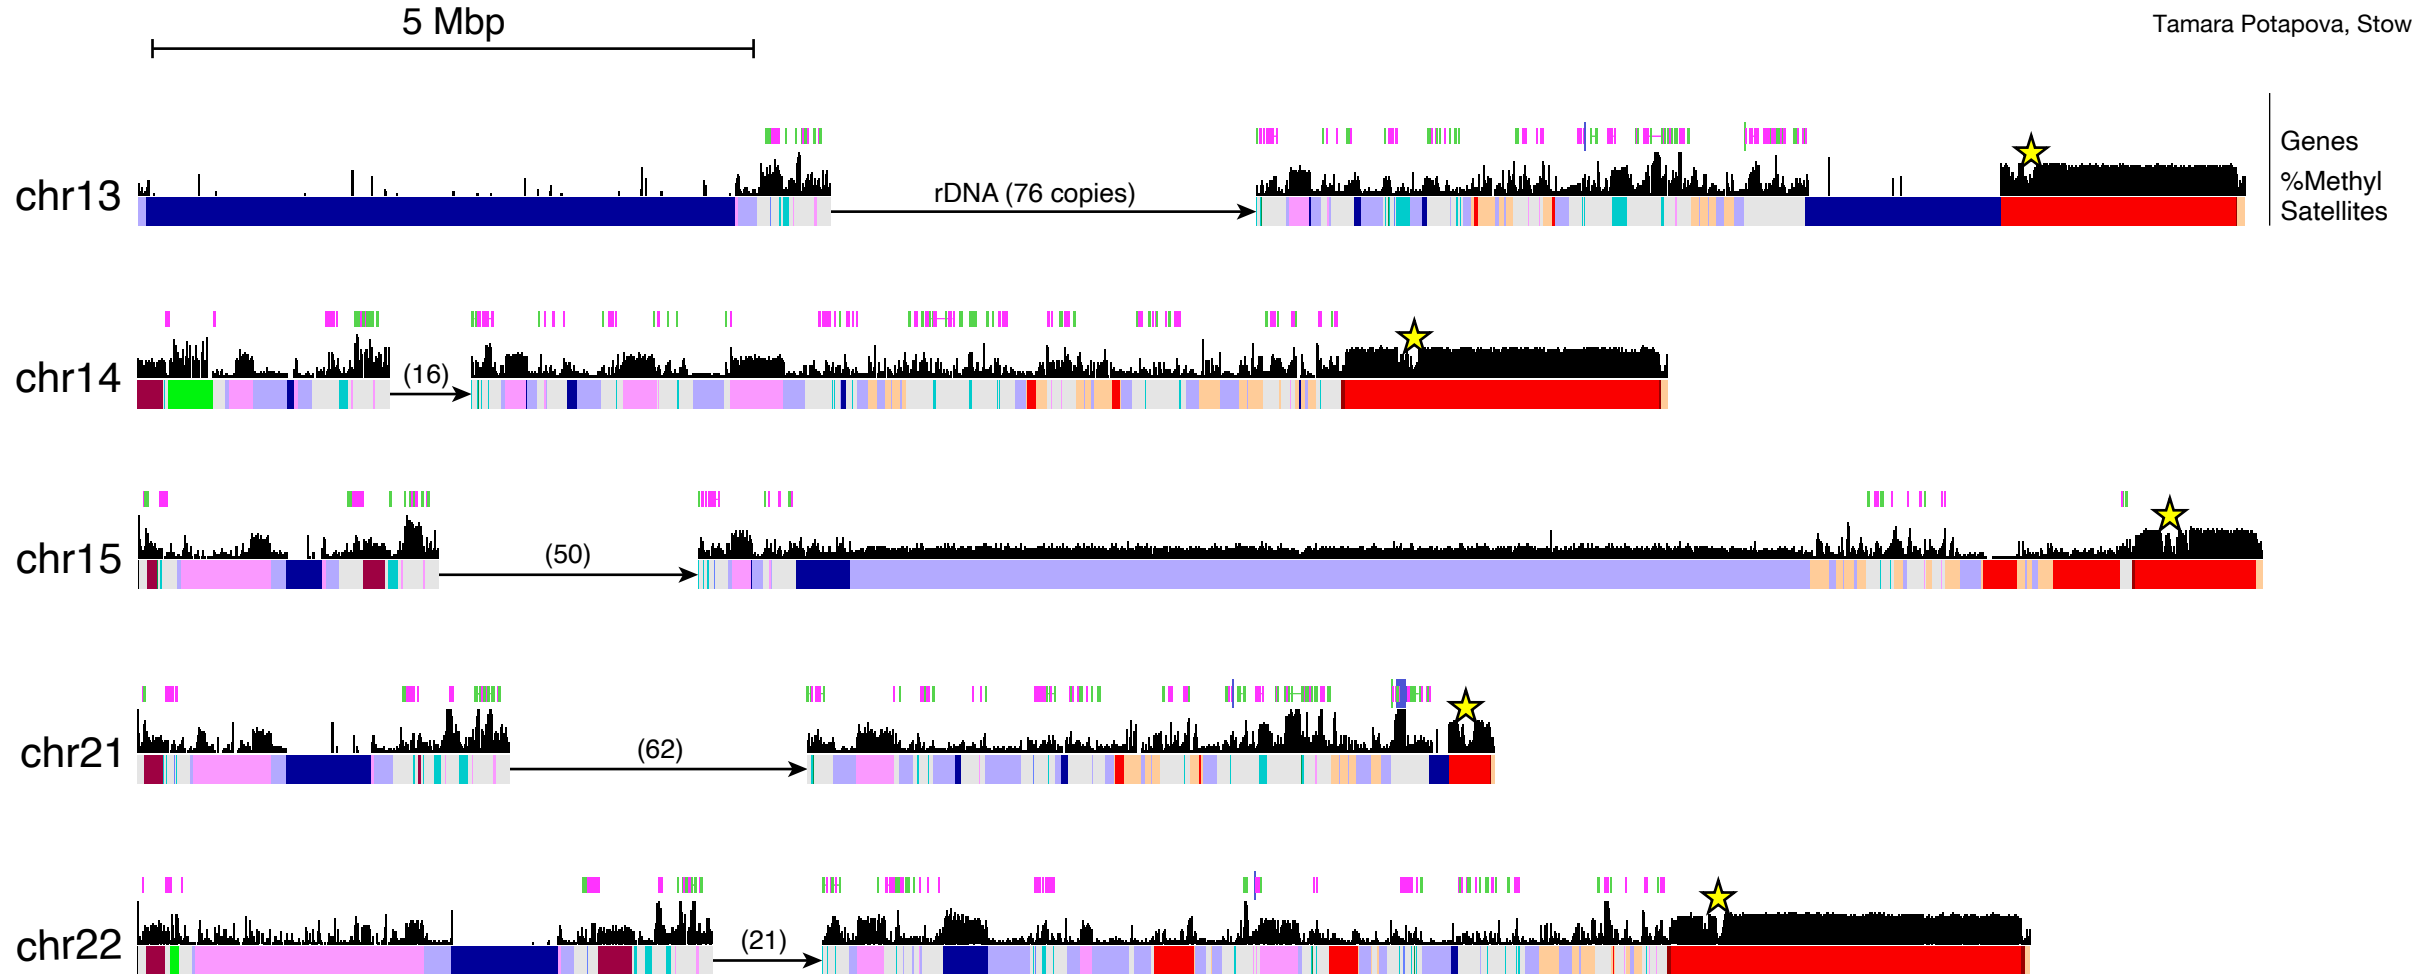 5 Mbp
Tamara Potapova, Stow
chr13
rDNA (76 copies)
Genes
%Methyl
Satellites
chr14
(16)
chr15
(50)
chr21
(62)
chr22
(21)